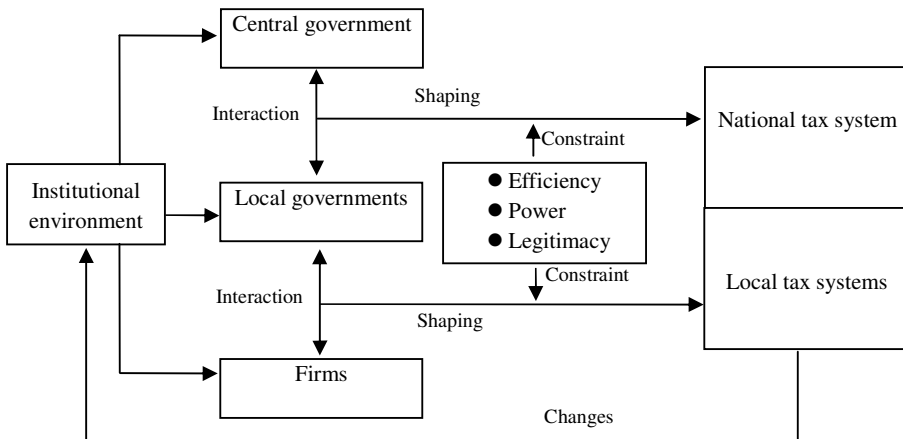 Central government
Shaping
Interaction
National tax system
Constraint
Institutional
environment
Local governments
● Efficiency
● Power
● Legitimacy
Constraint
Interaction
Local tax systems
Shaping
Firms
Changes